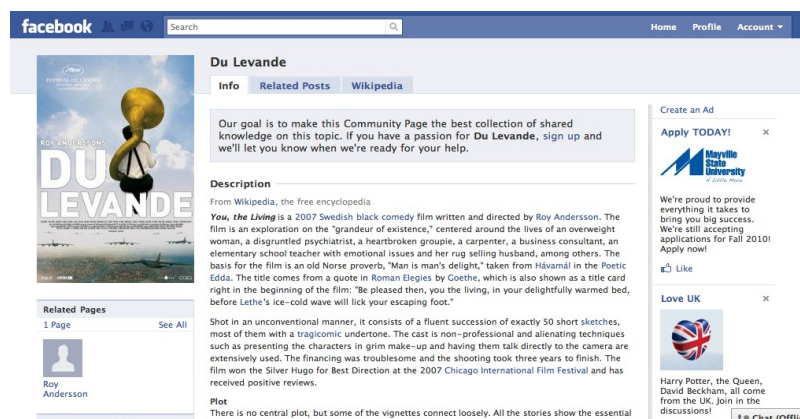 facebook
Search
Home Profile Account
ROY ANDERSSONS
DU
LEVANDE
Du Levande
Info Related Posts Wikipedia
Our goal is to make this Community Page the best collection of shared
knowledge on this topic. If you have a passion for Du Levande, sign up and
we'll let you know when we're ready for your help.
Description
From Wikipedia, the free encyclopedia
You, the Living is a 2007 Swedish black comedy film written and directed by Roy Andersson. The
film is an exploration on the "grandeur of existence," centered around the lives of an overweight
woman, a disgruntled psychiatrist, a heartbroken groupie, a carpenter, a business consultant, an
elementary school teacher with emotional issues and her rug selling husband, among others. The
basis for the film is an old Norse proverb, "Man is man's delight," taken from Hávamál in the Poetic
Edda. The title comes from a quote in Roman Elegies by Goethe, which is also shown as a title card
right in the beginning of the film: "Be pleased then, you the living, in your delightfully warmed bed,
before Lethe's ice-cold wave will lick your escaping foot."
Shot in an unconventional manner, it consists of a fluent succession of exactly 50 short sketches,
most of them with a tragicomic undertone. The cast is non-professional and alienating techniques
such as presenting the characters in grim make-up and having them talk directly to the camera are
extensively used. The financing was troublesome and the shooting took three years to finish. The
film won the Silver Hugo for Best Direction at the 2007 Chicago International Film Festival and has
received positive reviews.
Plot
There is no central plot, but some of the vignettes connect loosely. All the stories show the essential
Related Pages
1 Page See All
Roy
Andersson
Create an Ad
Apply TODAY!
Mayville
State
University
We're proud to provide
everything it takes to
bring you big success.
We're still accepting
applications for Fall 2010!
Apply now!
Like
Love UK
Harry Potter, the Queen,
David Beckham, all come
from the UK. Join in the
discussions!